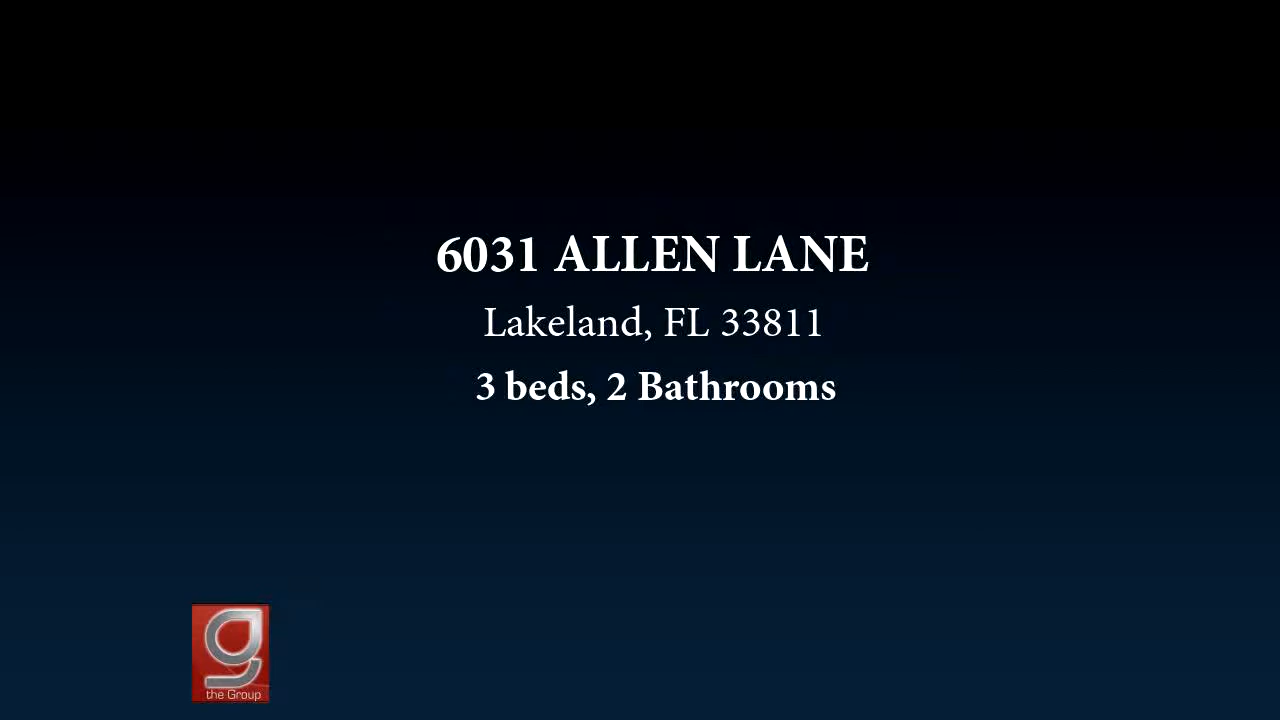 6031 ALLEN LANE
Lakeland, FL 33811
3 beds, 2 Bathrooms
g
the Group